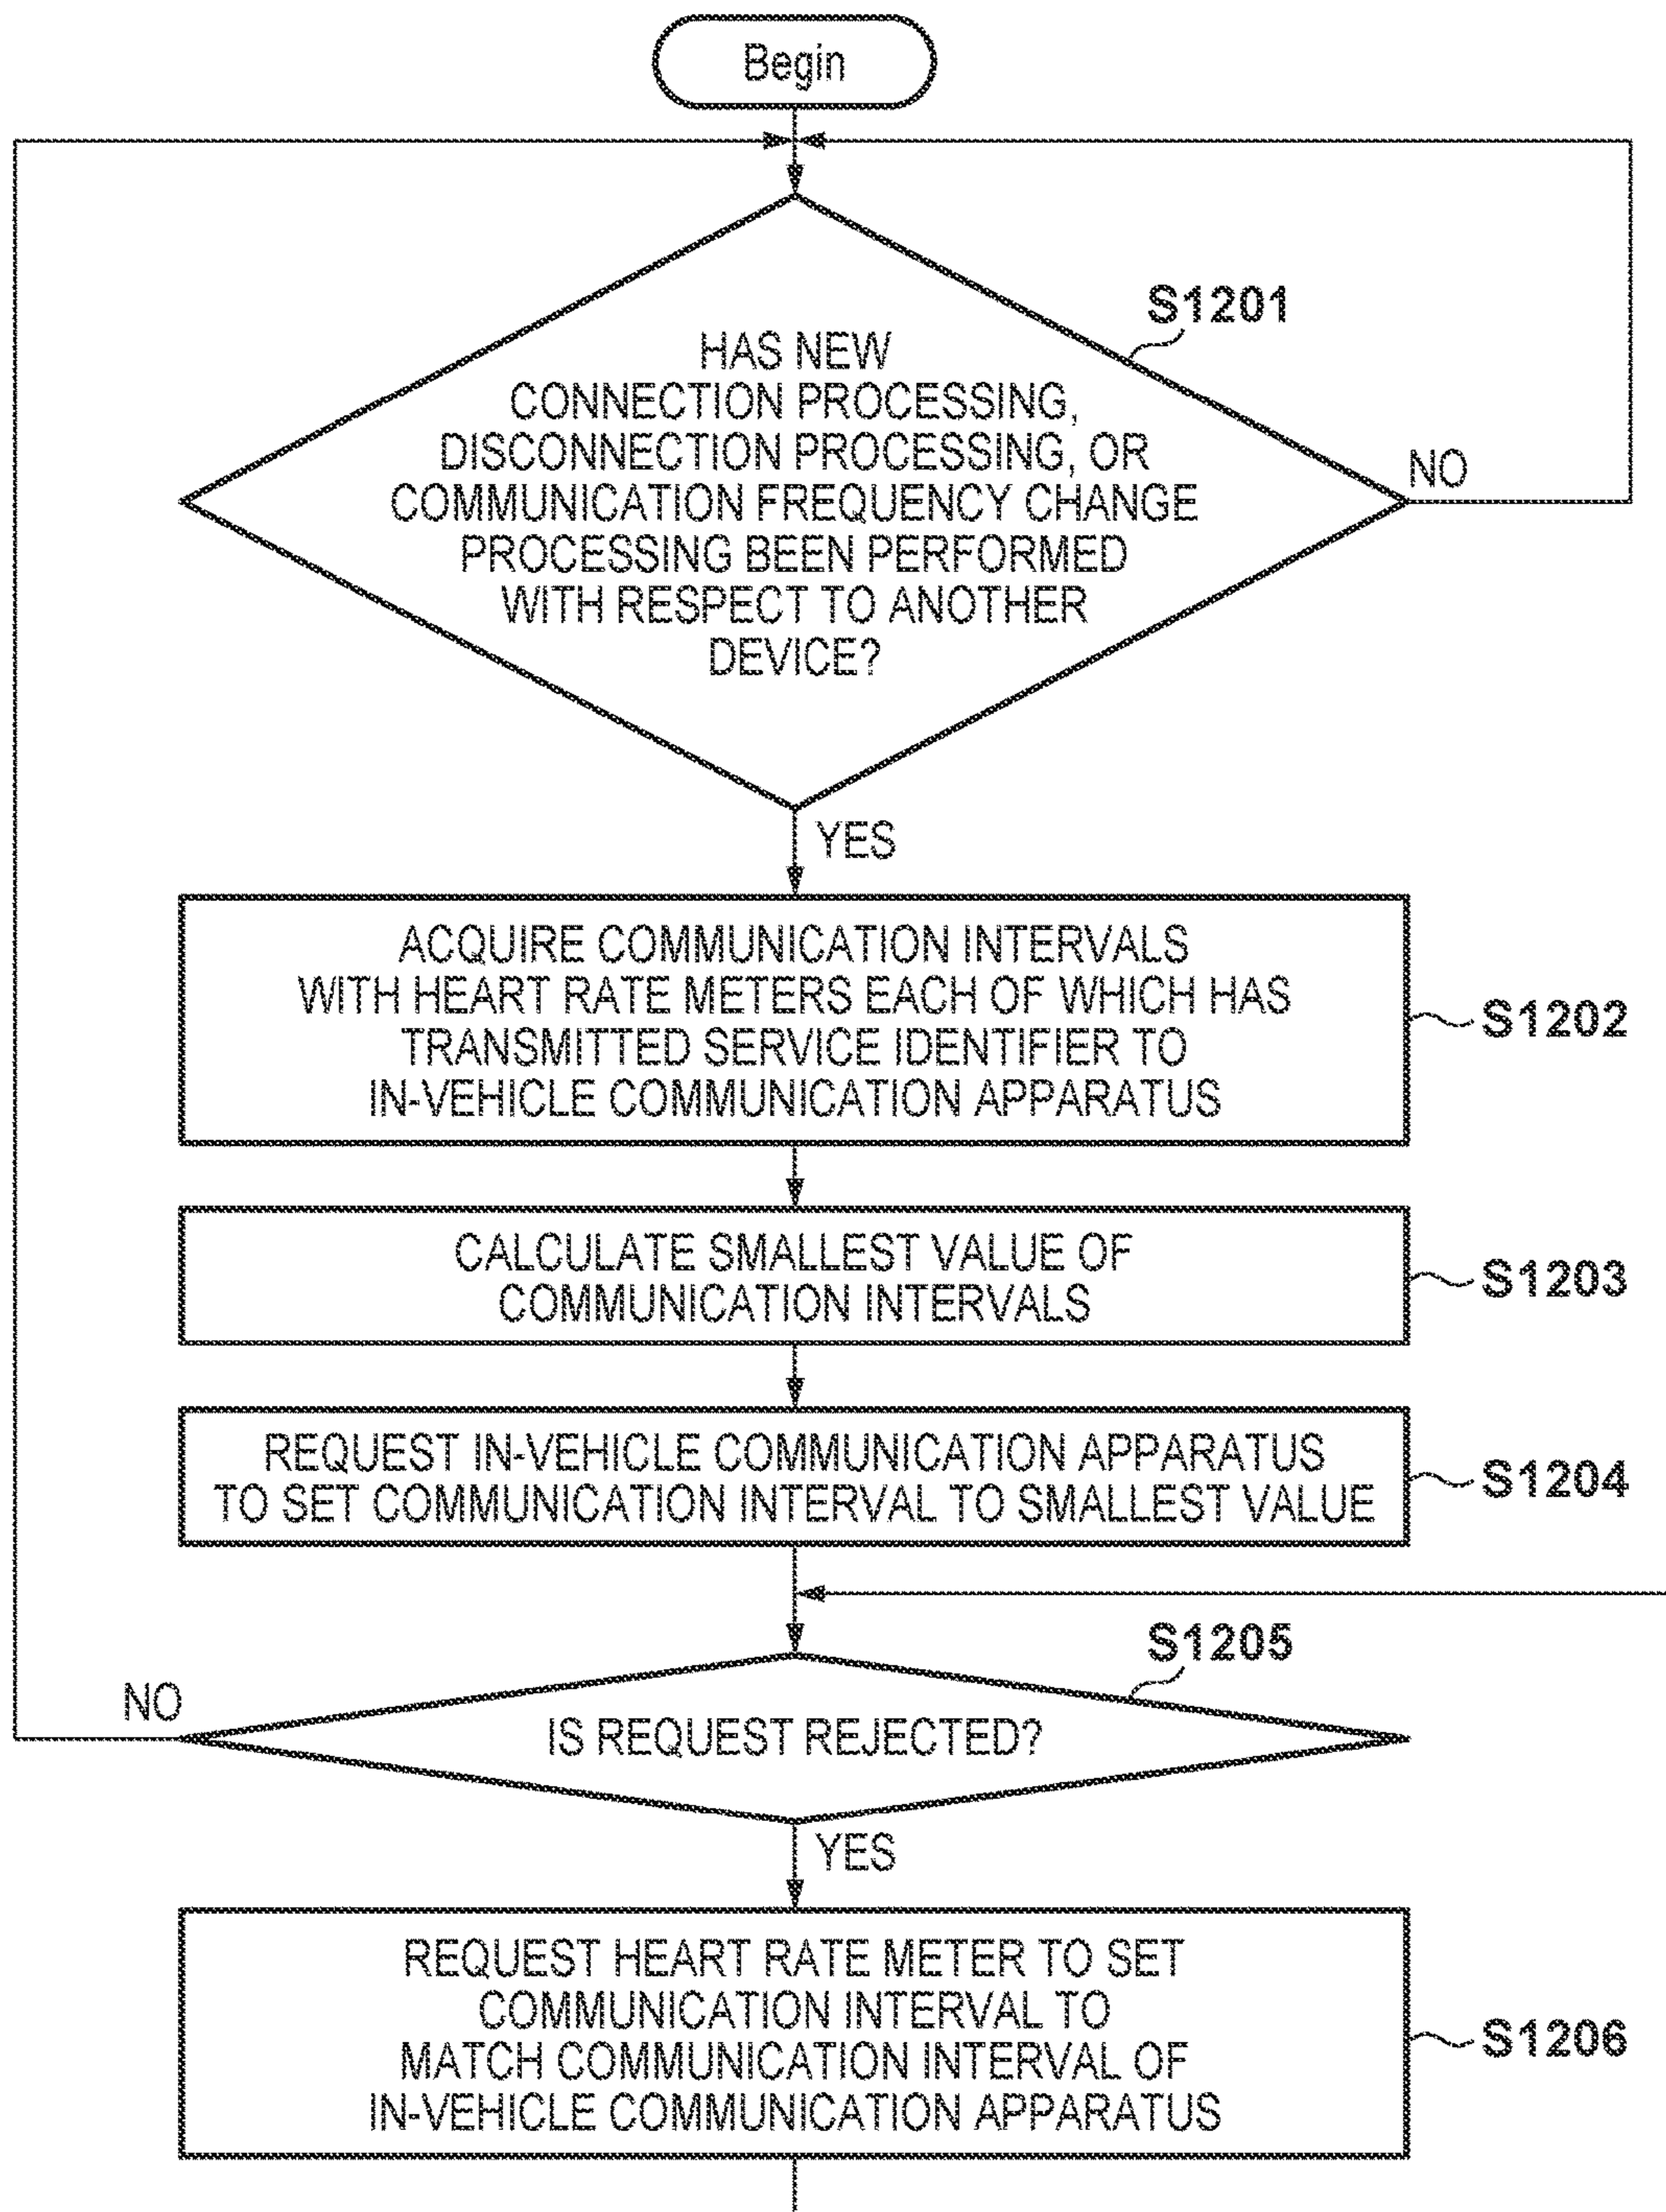 Begin
S1201
HAS NEW
CONNECTION PROCESSING,
DISCONNECTION PROCESSING, OR
COMMUNICATION FREQUENCY CHANGE
PROCESSING BEEN PERFORMED
WITH RESPECT TO ANOTHER
DEVICE?
NO
YES
ACQUIRE COMMUNICATION INTERVALS
WITH HEART RATE METERS EACH OF WHICH HAS
TRANSMITTED SERVICE IDENTIFIER TO
IN-VEHICLE COMMUNICATION APPARATUS
S1202
CALCULATE SMALLEST VALUE OF
COMMUNICATION INTERVALS
S1203
REQUEST IN-VEHICLE COMMUNICATION APPARATUS
TO SET COMMUNICATION INTERVAL TO SMALLEST VALUE
S1204
S1205
NO
IS REQUEST REJECTED?
YES
REQUEST HEART RATE METER TO SET
COMMUNICATION INTERVAL TO
MATCH COMMUNICATION INTERVAL OF
IN-VEHICLE COMMUNICATION APPARATUS
S1206